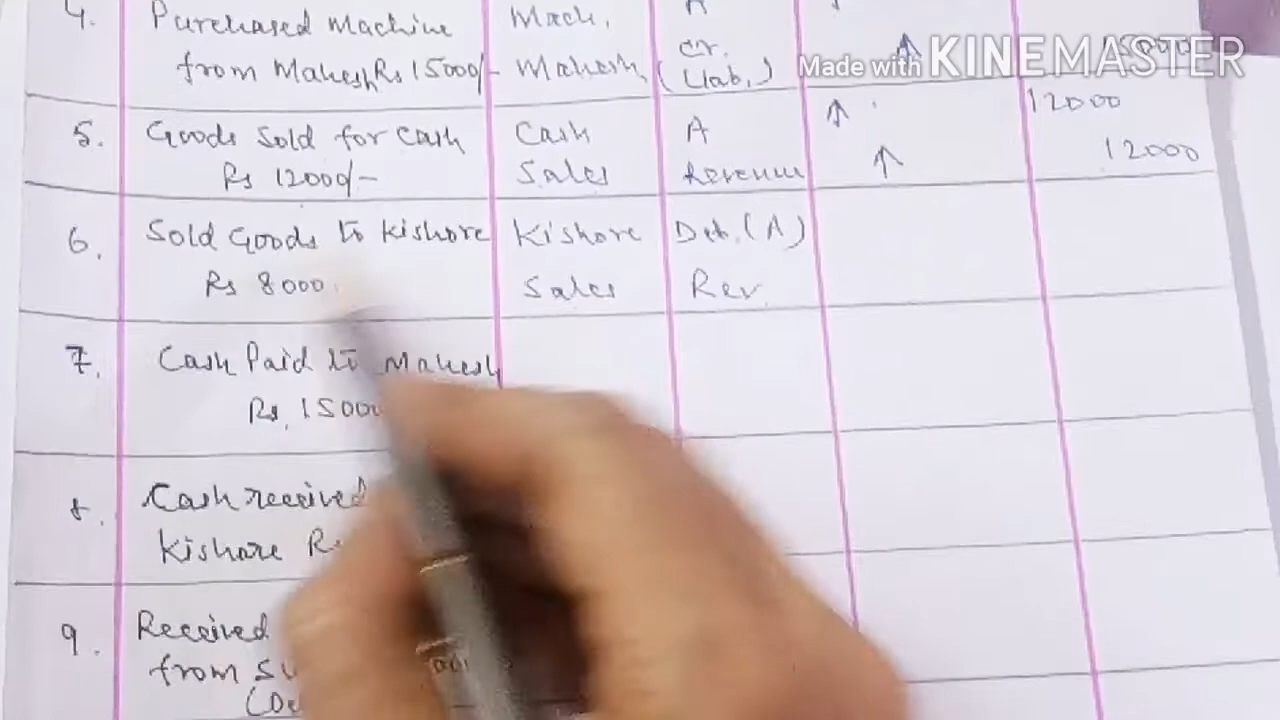 4. Purchased Machine Mach. A
from Mahesh Rs 15000/- Mahesh. cr. (Liab.) 15000
Made with KINEMASTER
5. Goods Sold for Cash Cash A ↑ 12000
Rs 12000/- Sales Revenue ↑ 12000
6. Sold Goods to Kishore Kishore Deb. (A)
Rs 8000 Sales Rev.
7. Cash Paid to Mahesh
Rs. 15000
8. Cash received
Kishore
9. Received
from